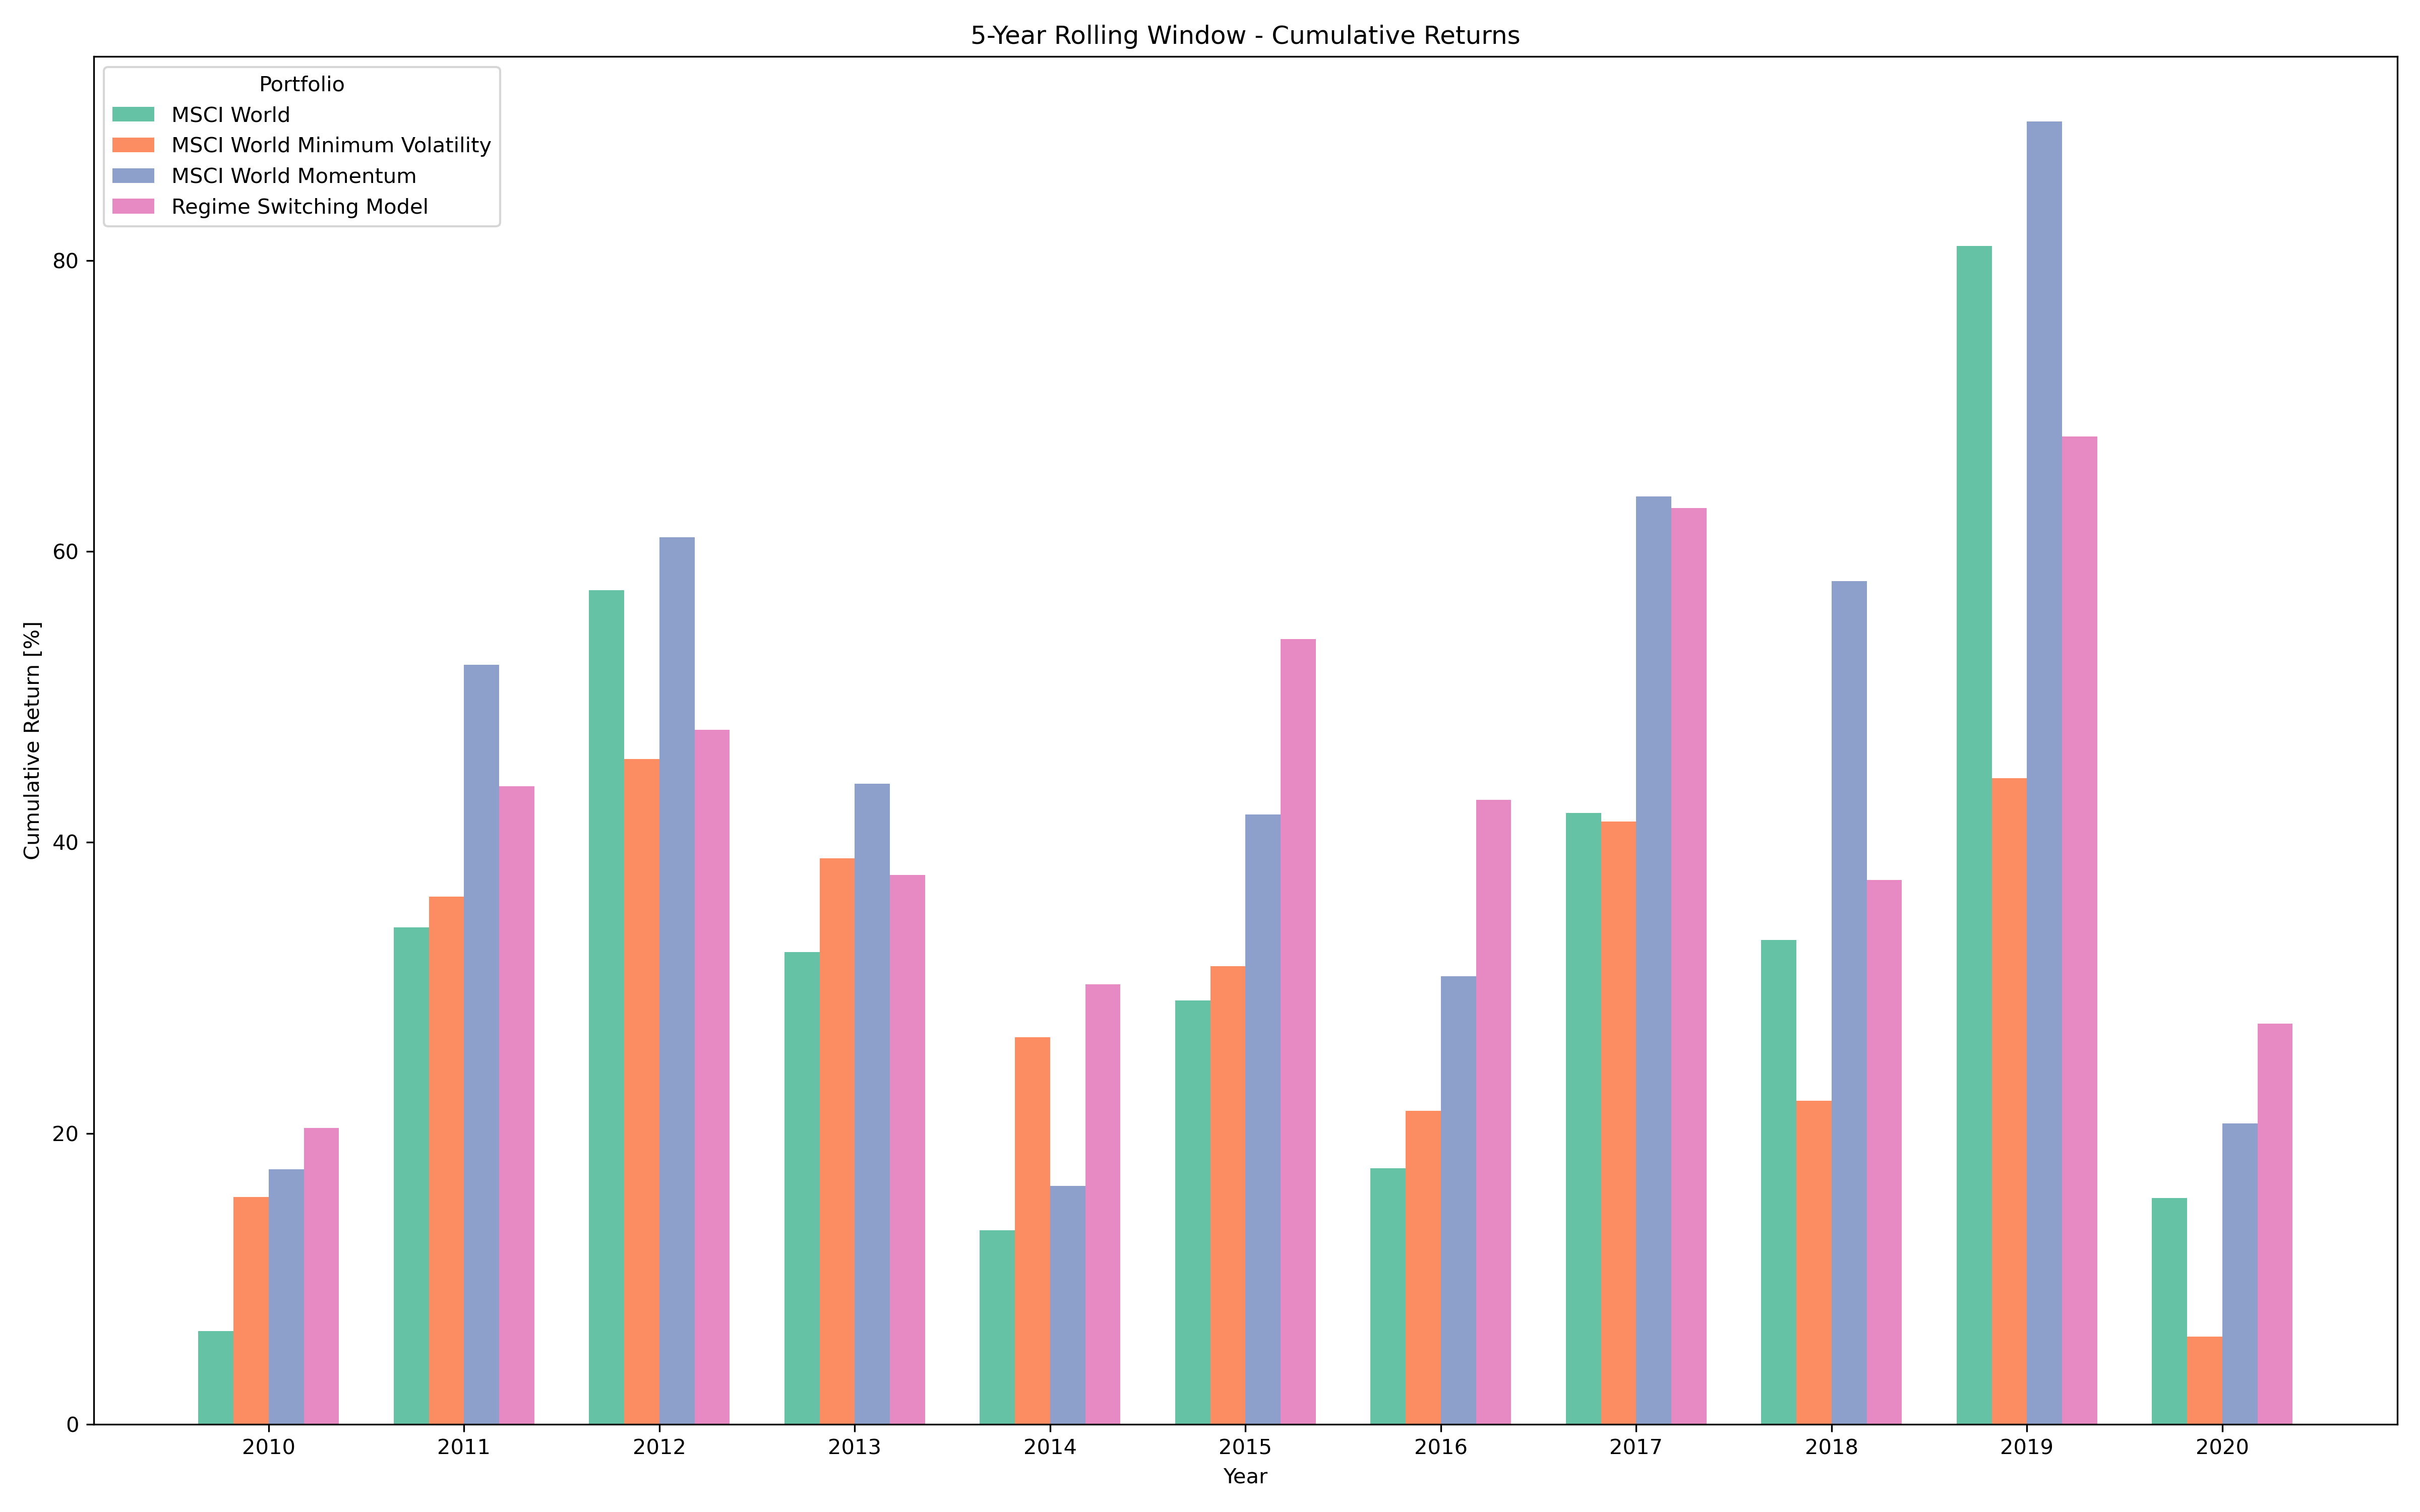 5-Year Rolling Window - Cumulative Returns
Portfolio
MSCI World
MSCI World Minimum Volatility
MSCI World Momentum
Regime Switching Model
Cumulative Return [%]
80
60
40
20
0
2010 2011 2012 2013 2014 2015 2016 2017 2018 2019 2020
Year